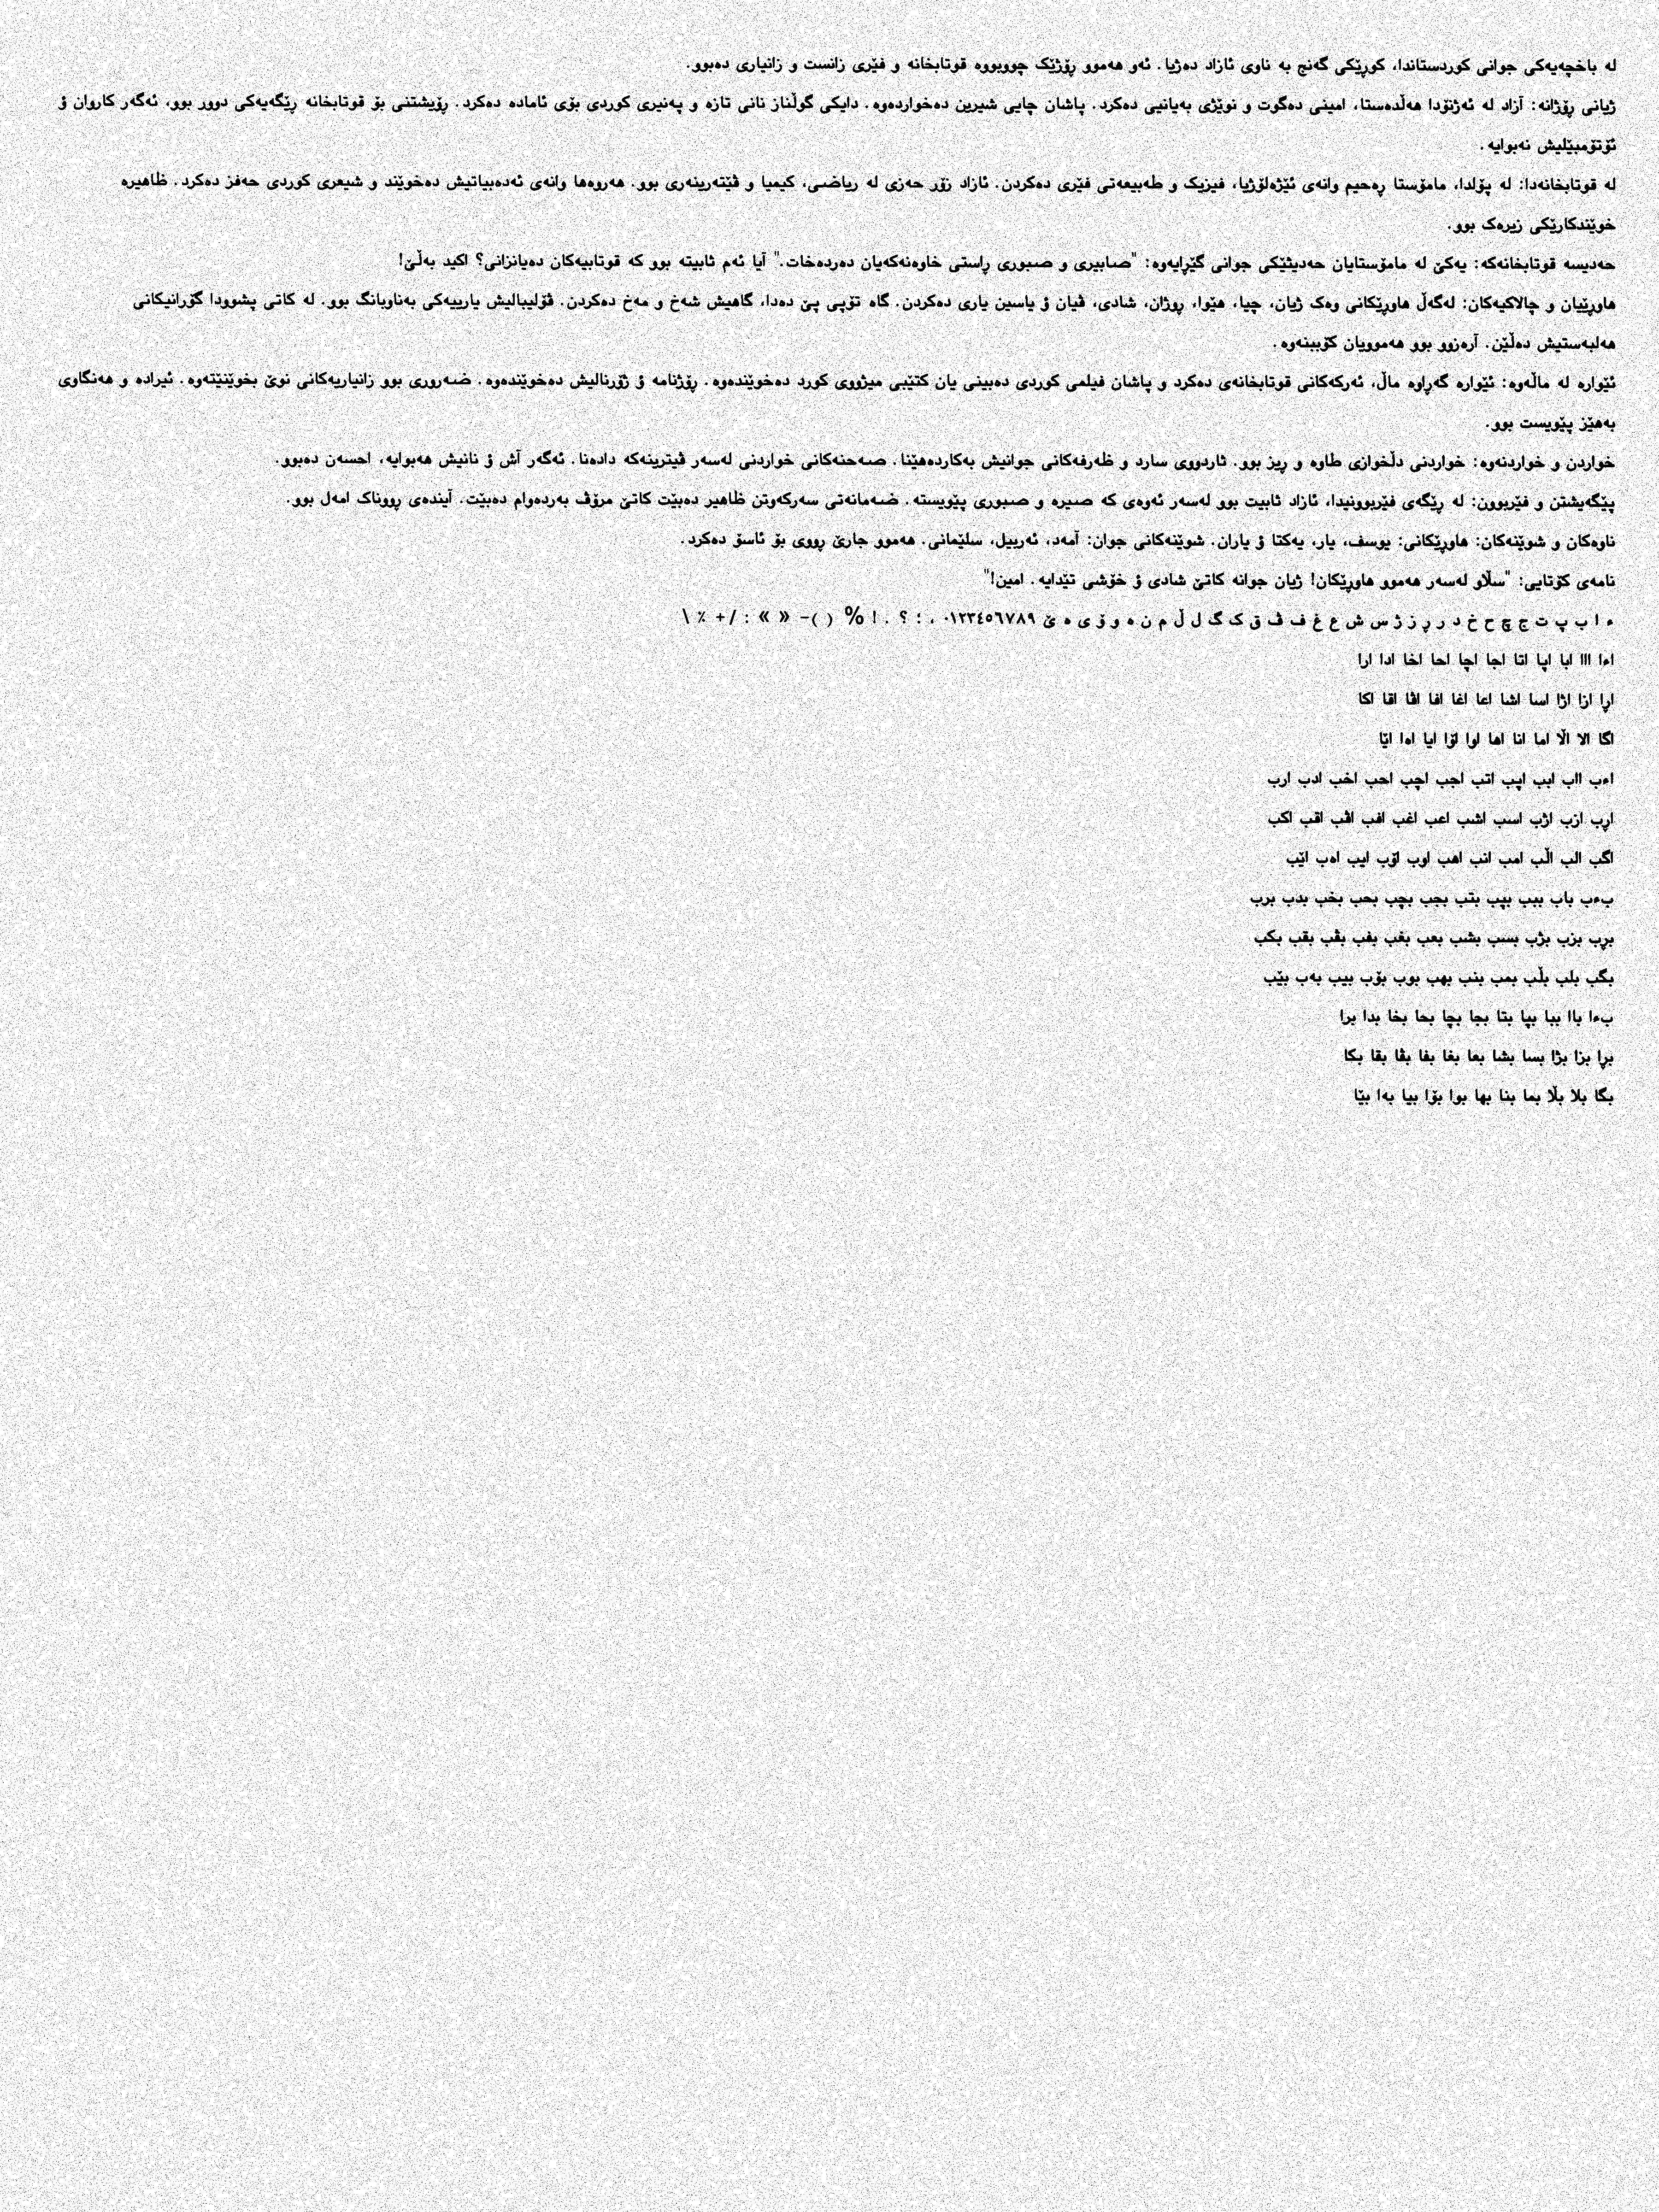 لە باخچەیەکی جوانی کوردستاندا، کوڕێکی گەنج بە ناوی ئازاد دەژیا. ئەو هەموو ڕۆژێک چووبووە قوتابخانە و فێری زانست و زانیاری دەبوو.
ژیانی ڕۆژانە: آزاد لە ئەژنۆدا هەڵدەستا، امینی دەگوت و نوێژی بەیانیی دەکرد. پاشان چایی شیرین دەخواردەوە. دایکی گوڵناز نانی تازە و پەنیری کوردی بۆی ئامادە دەکرد. ڕۆیشتنی بۆ قوتابخانە ڕێگەیەکی دوور بوو، ئەگەر کاروان ؤ
ئۆتۆمبێلیش نەبوایە.
لە قوتابخانەدا: لە پۆلدا، مامۆستا ڕەحیم وانەی ئێژەلۆژیا، فیزیک و طەبیعەتی فێری دەکردن. ئازاد زۆر حەزی لە ریاضی، کیمیا و ڤێتەرینەری بوو. هەروەها وانەی ئەدەبیاتیش دەخوێند و شیعری کوردی حەفز دەکرد. ظاهیرە
خوێندکارێکی زیرەک بوو.
حەدیسە قوتابخانەکە: یەکێ لە مامۆستایان حەدیثێکی جوانی گێڕایەوە: "صابیری و صبوری ڕاستی خاوەنەکەیان دەردەخات." آیا ئەم ثابیتە بوو کە قوتابیەکان دەیانزانی؟ اکید بەڵێ!
هاوڕێیان و چالاکیەکان: لەگەڵ هاوڕێکانی وەک ژیان، چیا، هێوا، ڕوژان، شادی، ڤیان ؤ یاسین یاری دەکردن. گاە تۆپی پێ دەدا، گاهیش شەخ و مەخ دەکردن. ڤۆلیبالیش یارییەکی بەناوبانگ بوو. لە کاتی پشوودا گۆرانیکانی
هەلبەستیش دەڵێن. آرەزوو بوو هەموویان کۆببنەوە.
ئێوارە لە ماڵەوە: ئێوارە گەڕاوە ماڵ، ئەرکەکانی قوتابخانەی دەکرد و پاشان فیلمی کوردی دەبینی یان کتێبی میژووی کورد دەخوێندەوە. ڕۆژنامە ؤ ژۆرنالیش دەخوێندەوە. ضەروری بوو زانیاریەکانی نوێ بخوێنێتەوە. ئیرادە و هەنگاوی
بەهێز پێویست بوو.
خواردن و خواردنەوە: خواردنی دڵخوازی طاوە و ڕیز بوو. ئاردووی سارد و ظەرفەکانی جوانیش بەکاردەهێنا. صەحنەکانی خواردنی لەسەر ڤیترینەکە دادەنا. ئەگەر آش ؤ نانیش هەبوایە، احسەن دەبوو.
پێگەیشتن و فێربوون: لە ڕێگەی فێربوونیدا، ئازاد ثابیت بوو لەسەر ئەوەی کە صبرە و صبوری پێویستە. ضەمانەتی سەرکەوتن ظاهیر دەبێت کاتێ مرۆڤ بەردەوام دەبێت. آیندەی ڕووناک امەل بوو.
ناوەکان و شوێنەکان: هاوڕێکانی: یوسف، یار، یەکتا ؤ یاران. شوێنەکانی جوان: آمەد، ئەربیل، سلێمانی. هەموو جارێ ڕووی بۆ ئاسۆ دەکرد.
نامەی کۆتایی: "سڵاو لەسەر هەموو هاوڕێکان! ژیان جوانە کاتێ شادی ؤ خۆشی تێدایە. امین!"
ء ا ب پ ت ج چ ح خ د ر ڕ ز ژ س ش ع غ ف ڤ ق ک گ ل ڵ م ن ە و ۆ ی ە ێ ٠١٢٣٤٥٦٧٨٩ ، ؛ ؟ . ! % ( )- « » : /+ ٪ \
اءا ااا ابا اپا اتا اجا اچا احا اخا ادا ارا
اڕا ازا اژا اسا اشا اعا اغا افا اڤا اقا اکا
اگا الا اڵا اما انا اها اوا اۆا ایا اەا اێا
اءب ااب ابب اپب اتب اجب اچب احب اخب ادب ارب
اڕب ازب اژب اسب اشب اعب اغب افب اڤب اقب اکب
اگب الب اڵب امب انب اهب اوب اۆب ایب اەب اێب
بءب باب ببب بپب بتب بجب بچب بحب بخب بدب برب
بڕب بزب بژب بسب بشب بعب بغب بفب بڤب بقب بکب
بگب بلب بڵب بمب بنب بهب بوب بۆب بیب بەب بێب
بءا باا ببا بپا بتا بجا بچا بحا بخا بدا برا
بڕا بزا بژا بسا بشا بعا بغا بفا بڤا بقا بکا
بگا بلا بڵا بما بنا بها بوا بۆا بیا بەا بێا